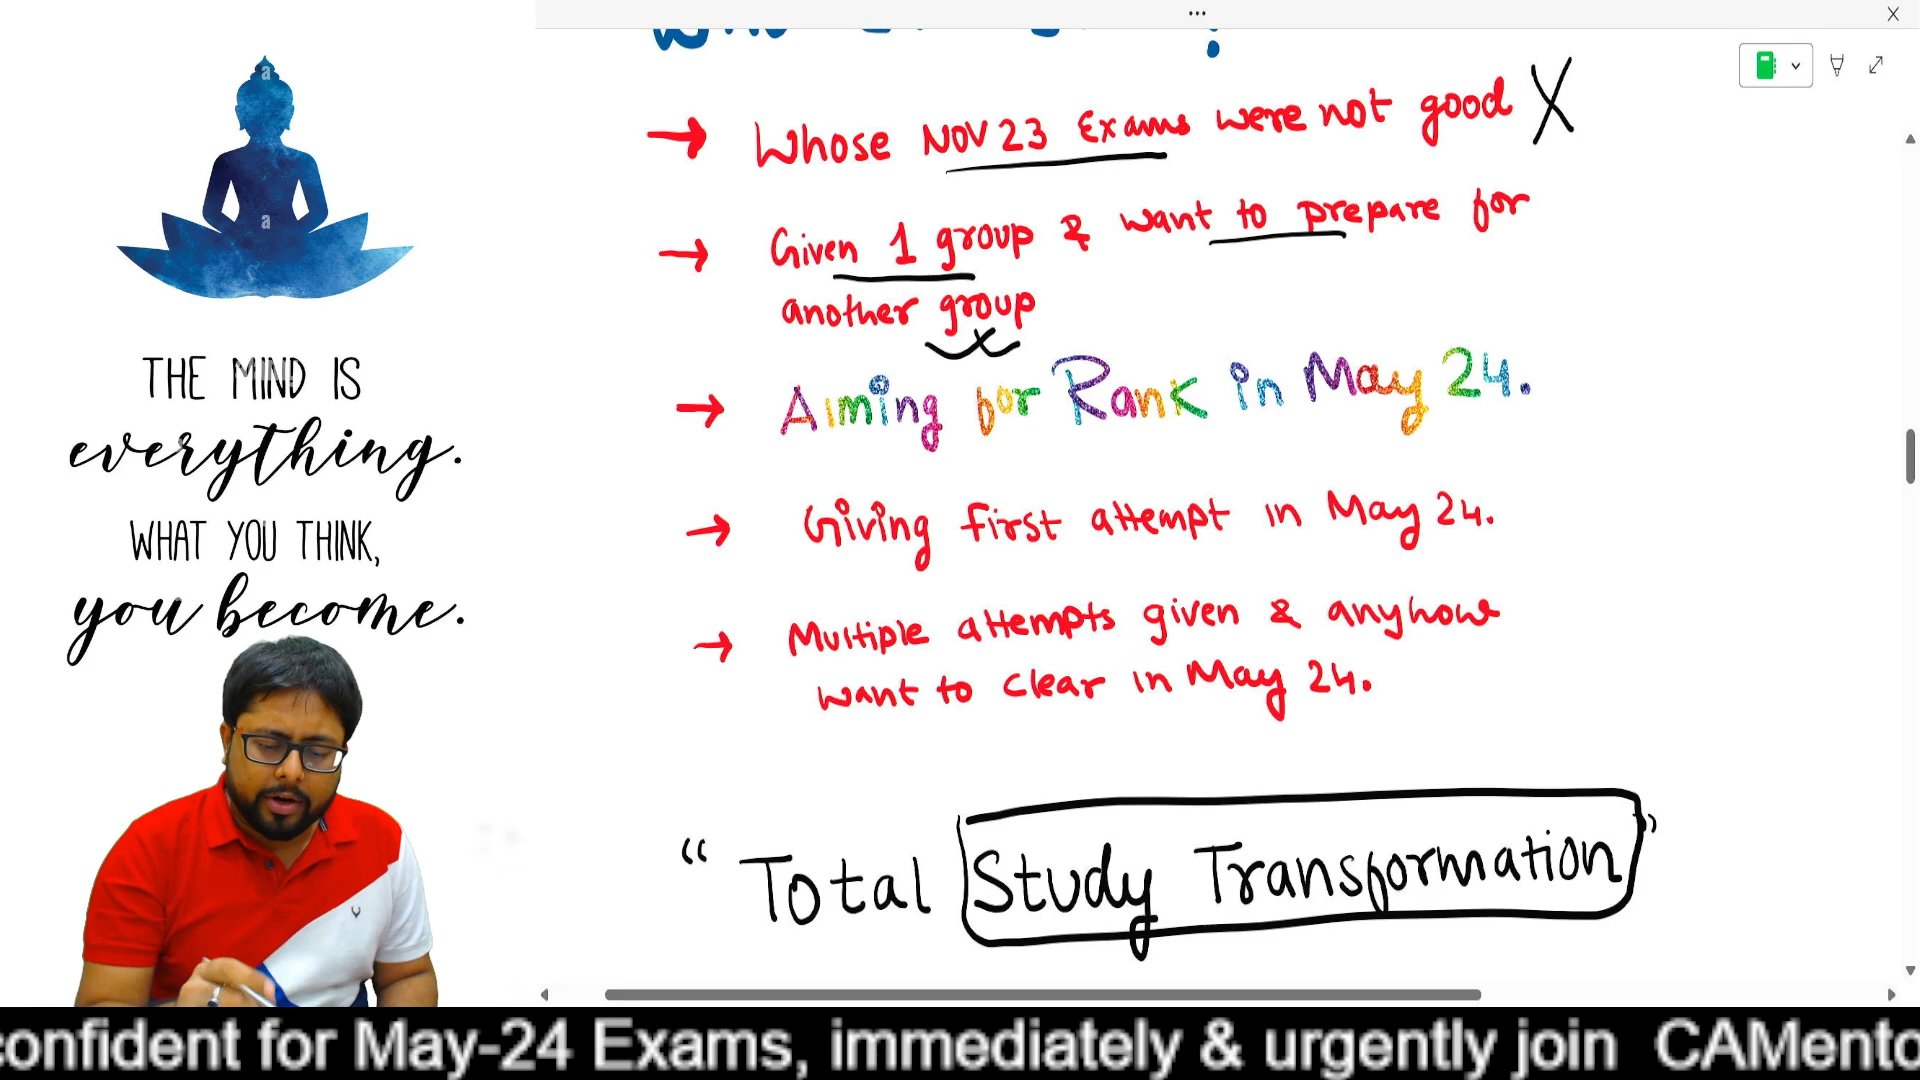 THE MIND IS
everything.
WHAT YOU THINK,
you become.
→ Whose Nov 23 Exams were not good X
→ Given 1 group & want to prepare for
another group
→ Aiming for Rank in May 24.
→ Giving first attempt in May 24.
→ Multiple attempts given & anyhow
want to clear in May 24.
“ Total Study Transformation ”
confident for May-24 Exams, immediately & urgently join CAMento